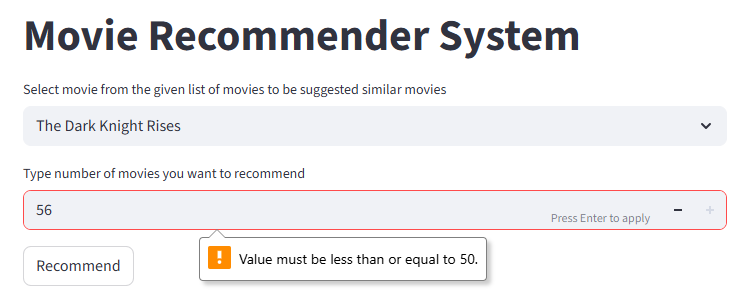 Movie Recommender System
Select movie from the given list of movies to be suggested similar movies
The Dark Knight Rises
Type number of movies you want to recommend
56
Press Enter to apply
Value must be less than or equal to 50.
Recommend